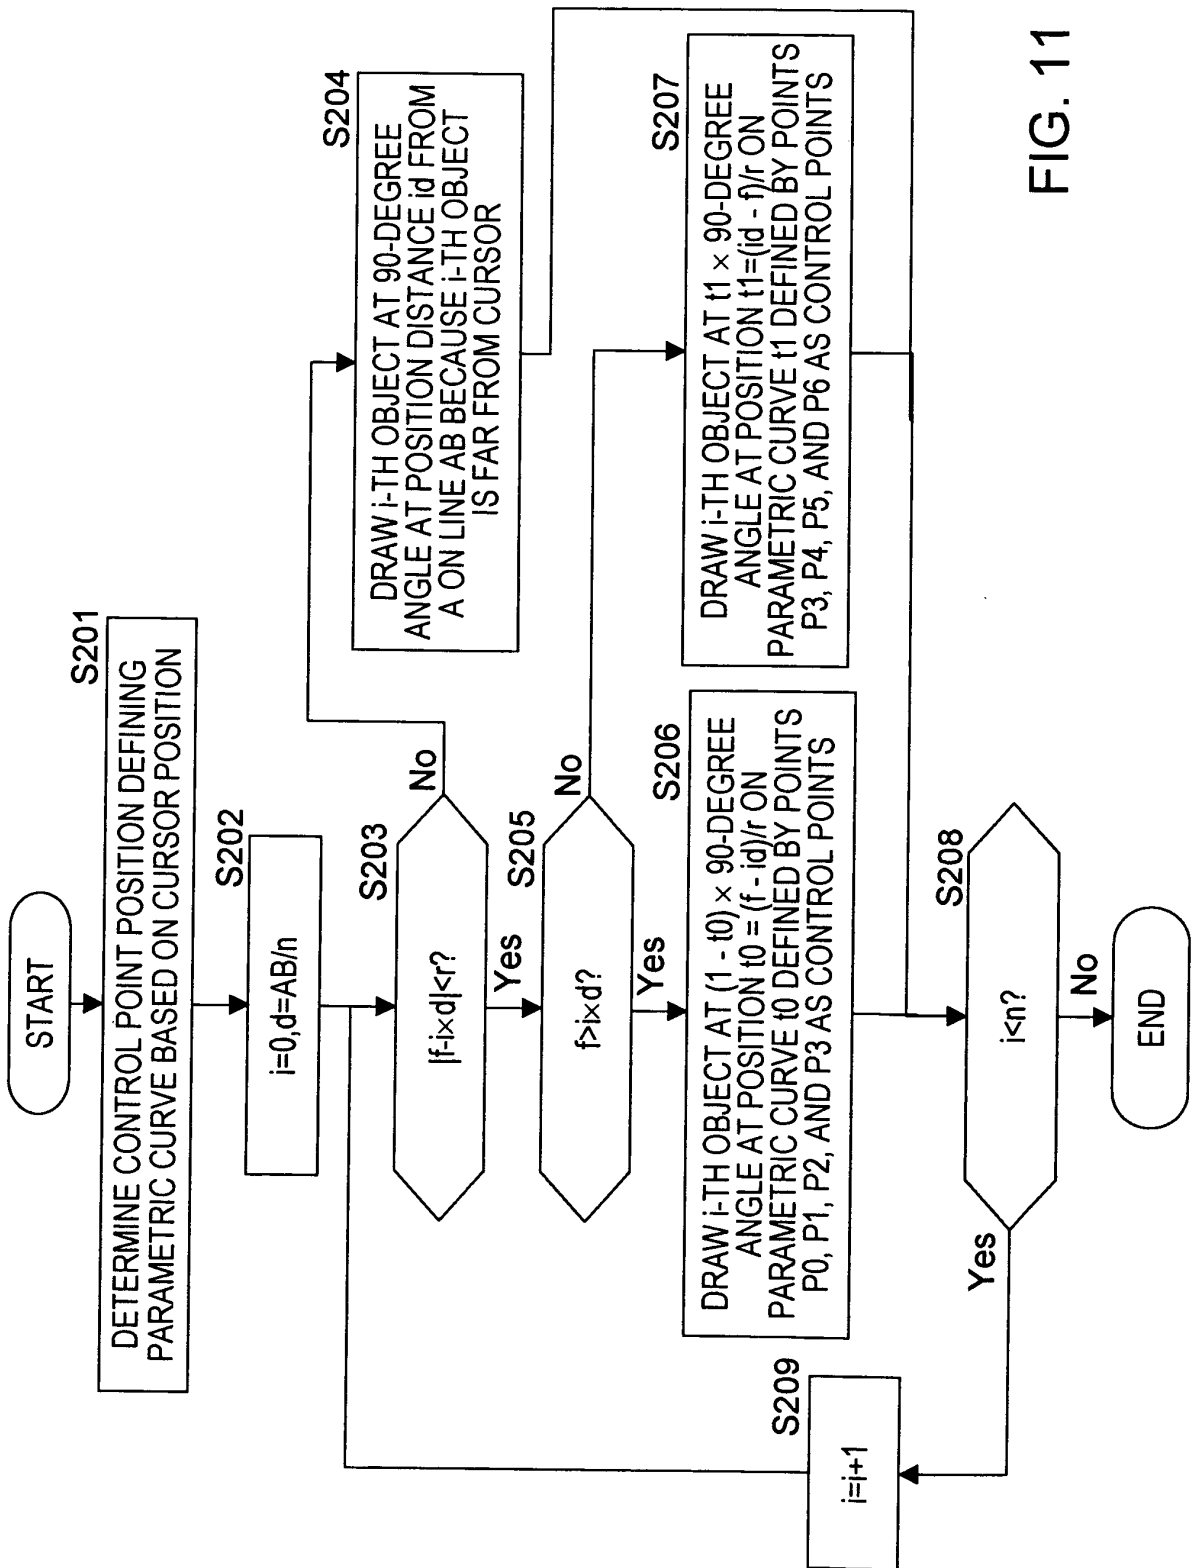 START
S201
DETERMINE CONTROL POINT POSITION DEFINING
PARAMETRIC CURVE BASED ON CURSOR POSITION
S202
i=0,d=AB/n
S203
|f-i×d|<r?
No
Yes
S204
DRAW i-TH OBJECT AT 90-DEGREE
ANGLE AT POSITION DISTANCE id FROM
A ON LINE AB BECAUSE i-TH OBJECT
IS FAR FROM CURSOR
S205
f>i×d?
No
Yes
S206
DRAW i-TH OBJECT AT (1 - t0) × 90-DEGREE
ANGLE AT POSITION t0 = (f - id)/r ON
PARAMETRIC CURVE t0 DEFINED BY POINTS
P0, P1, P2, AND P3 AS CONTROL POINTS
S207
DRAW i-TH OBJECT AT t1 × 90-DEGREE
ANGLE AT POSITION t1=(id - f)/r ON
PARAMETRIC CURVE t1 DEFINED BY POINTS
P3, P4, P5, AND P6 AS CONTROL POINTS
S208
i<n?
Yes
No
S209
i=i+1
END
FIG. 11